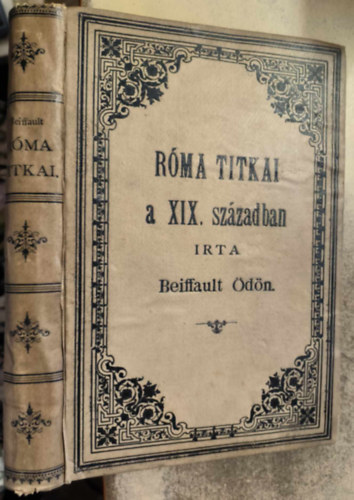 Beiffault
RÓMA
TITKAI.
RÓMA TITKAI
a XIX. században
IRTA
Beiffault Ödön.